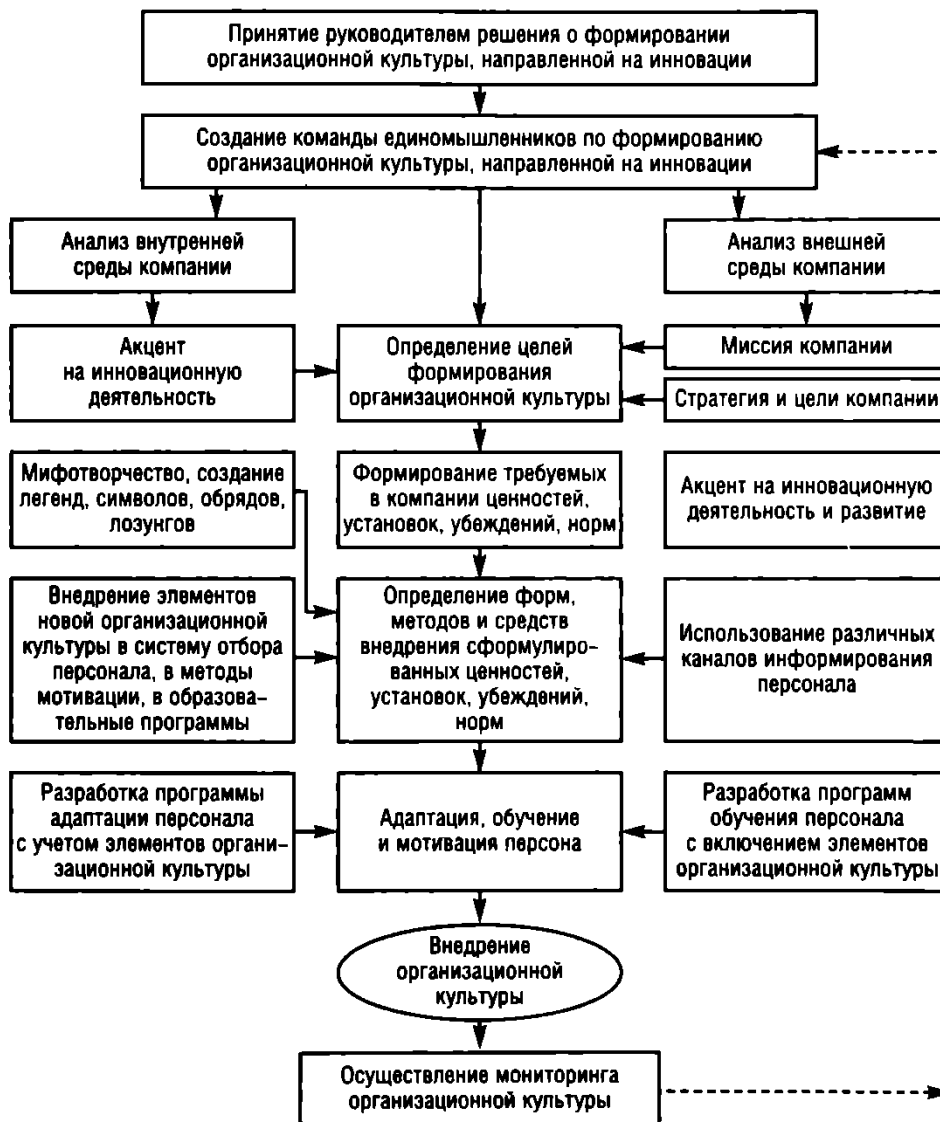 Принятие руководителем решения о формировании
организационной культуры, направленной на инновации
Создание команды единомышленников по формированию
организационной культуры, направленной на инновации
Анализ внутренней
среды компании
Анализ внешней
среды компании
Акцент
на инновационную
деятельность
Определение целей
формирования
организационной культуры
Миссия компании
Стратегия и цели компании
Мифотворчество, создание
легенд, символов, обрядов,
лозунгов
Формирование требуемых
в компании ценностей,
установок, убеждений, норм
Акцент на инновационную
деятельность и развитие
Внедрение элементов
новой организационной
культуры в систему отбора
персонала, в методы
мотивации, в образова-
тельные программы
Определение форм,
методов и средств
внедрения сформулиро-
ванных ценностей,
установок, убеждений,
норм
Использование различных
каналов информирования
персонала
Разработка программы
адаптации персонала
с учетом элементов органи-
зационной культуры
Адаптация, обучение
и мотивация персона
Разработка программ
обучения персонала
с включением элементов
организационной культуры
Внедрение
организационной
культуры
Осуществление мониторинга
организационной культуры